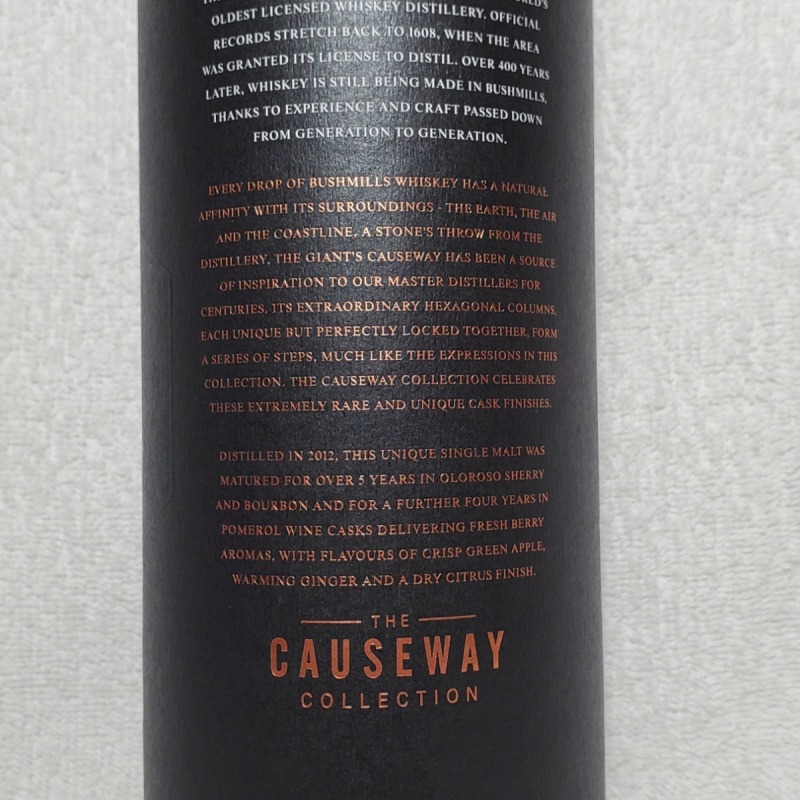 OLDEST LICENSED WHISKEY DISTILLERY. OFFICIAL
RECORDS STRETCH BACK TO 1608, WHEN THE AREA
WAS GRANTED ITS LICENSE TO DISTIL. OVER 400 YEARS
LATER, WHISKEY IS STILL BEING MADE IN BUSHMILLS,
THANKS TO EXPERIENCE AND CRAFT PASSED DOWN
FROM GENERATION TO GENERATION.
EVERY DROP OF BUSHMILLS WHISKEY HAS A NATURAL
AFFINITY WITH ITS SURROUNDINGS - THE EARTH, THE AIR
AND THE COASTLINE. A STONE'S THROW FROM THE
DISTILLERY, THE GIANT'S CAUSEWAY HAS BEEN A SOURCE
OF INSPIRATION TO OUR MASTER DISTILLERS FOR
CENTURIES. ITS EXTRAORDINARY HEXAGONAL COLUMNS,
EACH UNIQUE BUT PERFECTLY LOCKED TOGETHER, FORM
A SERIES OF STEPS, MUCH LIKE THE EXPRESSIONS IN THIS
COLLECTION. THE CAUSEWAY COLLECTION CELEBRATES
THESE EXTREMELY RARE AND UNIQUE CASK FINISHES.
DISTILLED IN 2012, THIS UNIQUE SINGLE MALT WAS
MATURED FOR OVER 5 YEARS IN OLOROSO SHERRY
AND BOURBON AND FOR A FURTHER FOUR YEARS IN
POMEROL WINE CASKS DELIVERING FRESH BERRY
AROMAS, WITH FLAVOURS OF CRISP GREEN APPLE,
WARMING GINGER AND A DRY CITRUS FINISH.
THE
CAUSEWAY
COLLECTION